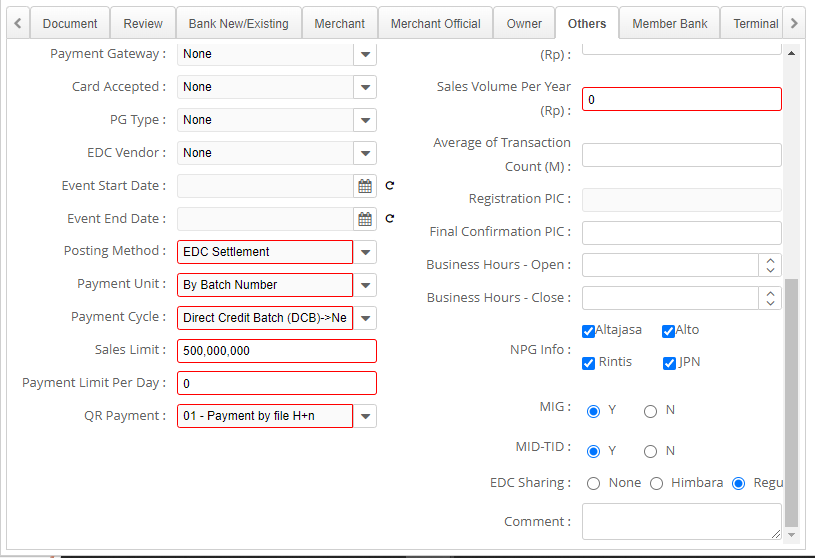 Document Review Bank New/Existing Merchant Merchant Official Owner Others Member Bank Terminal
Payment Gateway : None
Card Accepted : None
PG Type : None
EDC Vendor : None
Event Start Date :
Event End Date :
Posting Method : EDC Settlement
Payment Unit : By Batch Number
Payment Cycle : Direct Credit Batch (DCB)->Ne
Sales Limit : 500,000,000
Payment Limit Per Day : 0
QR Payment : 01 - Payment by file H+n
(Rp) :
Sales Volume Per Year
(Rp) : 0
Average of Transaction
Count (M) :
Registration PIC :
Final Confirmation PIC :
Business Hours - Open :
Business Hours - Close :
NPG Info :
Altajasa Alto
Rintis JPN
MIG : Y N
MID-TID : Y N
EDC Sharing : None Himbara Regu
Comment :